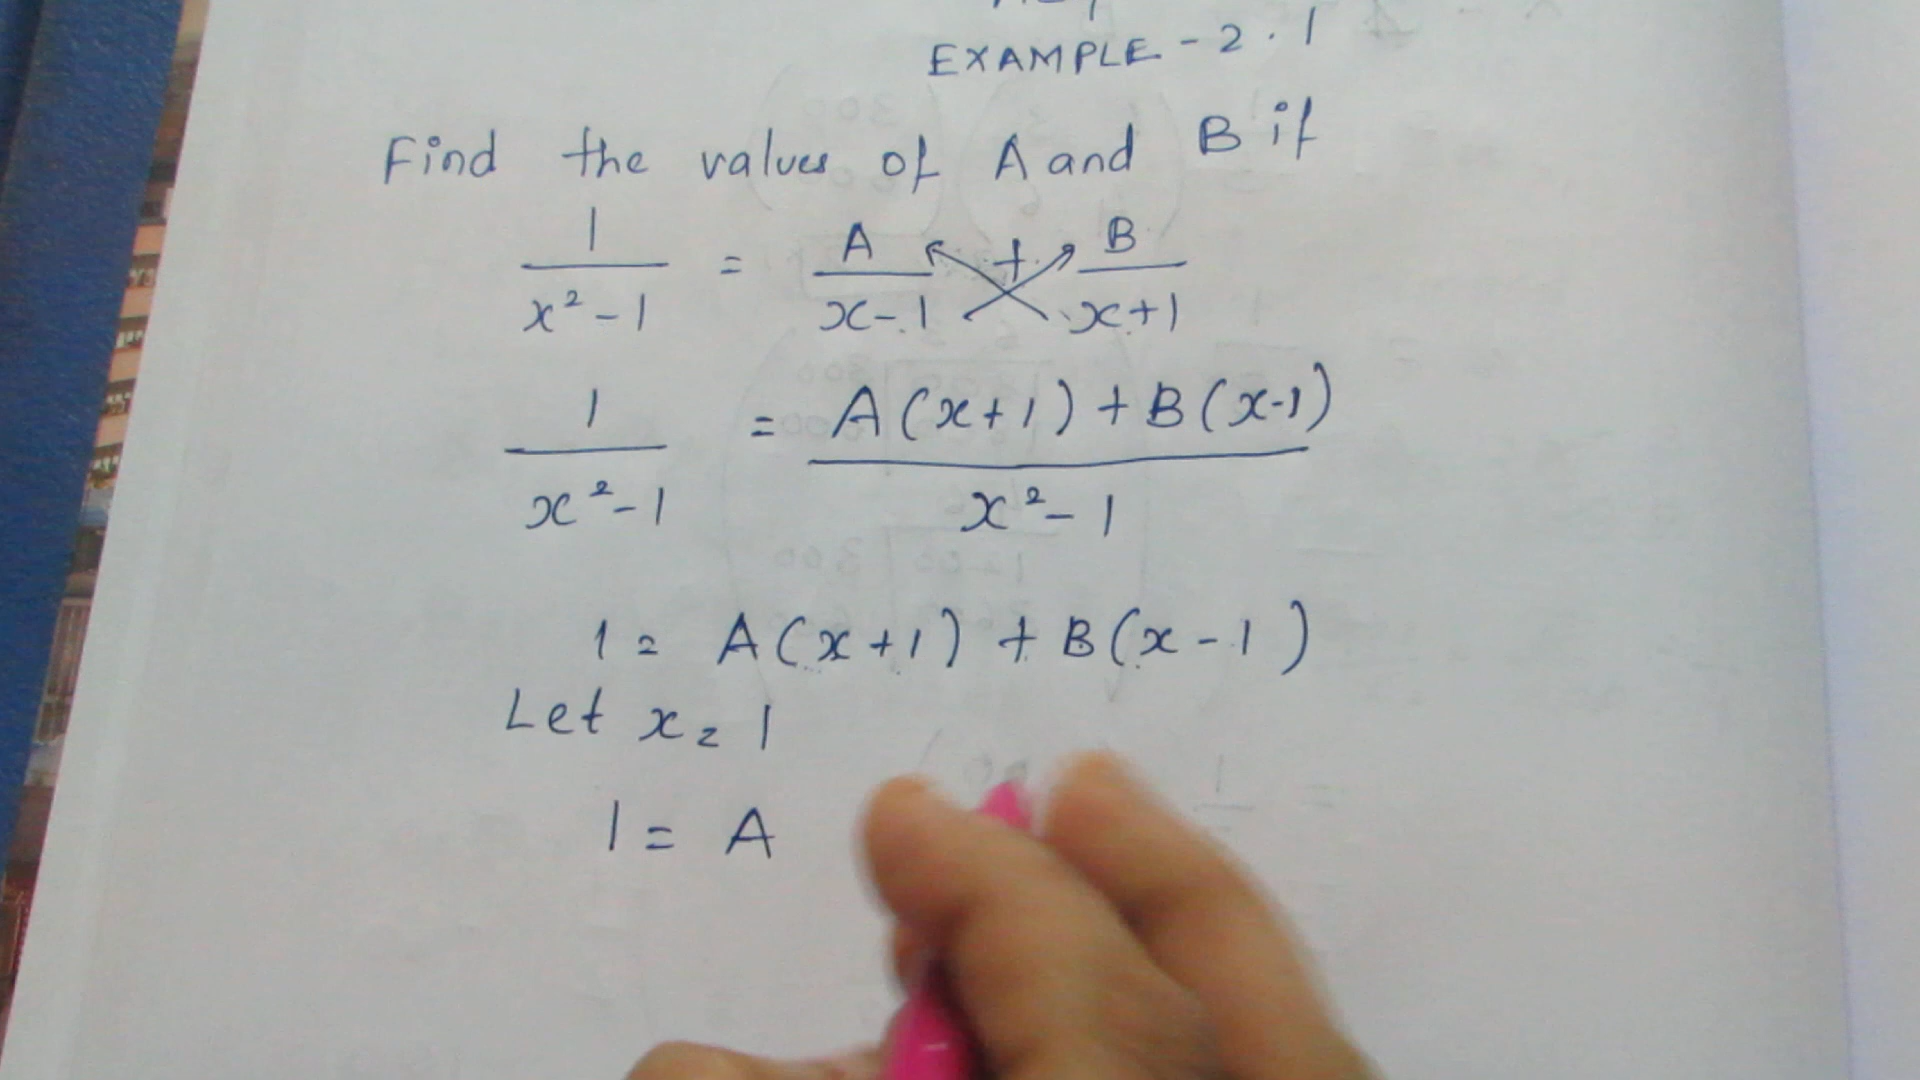 EXAMPLE - 2.1
Find the values of A and B if
1/(x² - 1) = A/(x - 1) + B/(x + 1)
1/(x² - 1) = (A(x+1) + B(x-1))/(x² - 1)
1 = A(x+1) + B(x - 1)
Let x = 1
1 = A